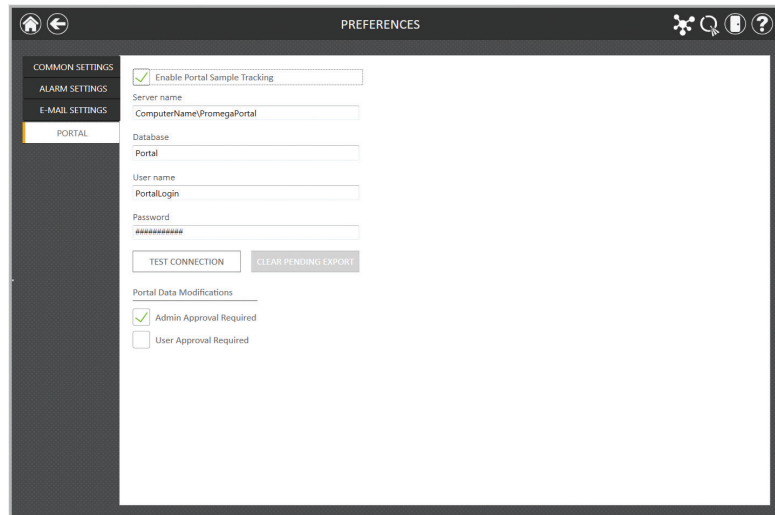 PREFERENCES
?
COMMON SETTINGS
ALARM SETTINGS
E-MAIL SETTINGS
PORTAL
Enable Portal Sample Tracking
Server name
ComputerName\PromegaPortal
Database
Portal
User name
PortalLogin
Password
###########
TEST CONNECTION CLEAR PENDING EXPORT
Portal Data Modifications
Admin Approval Required
User Approval Required